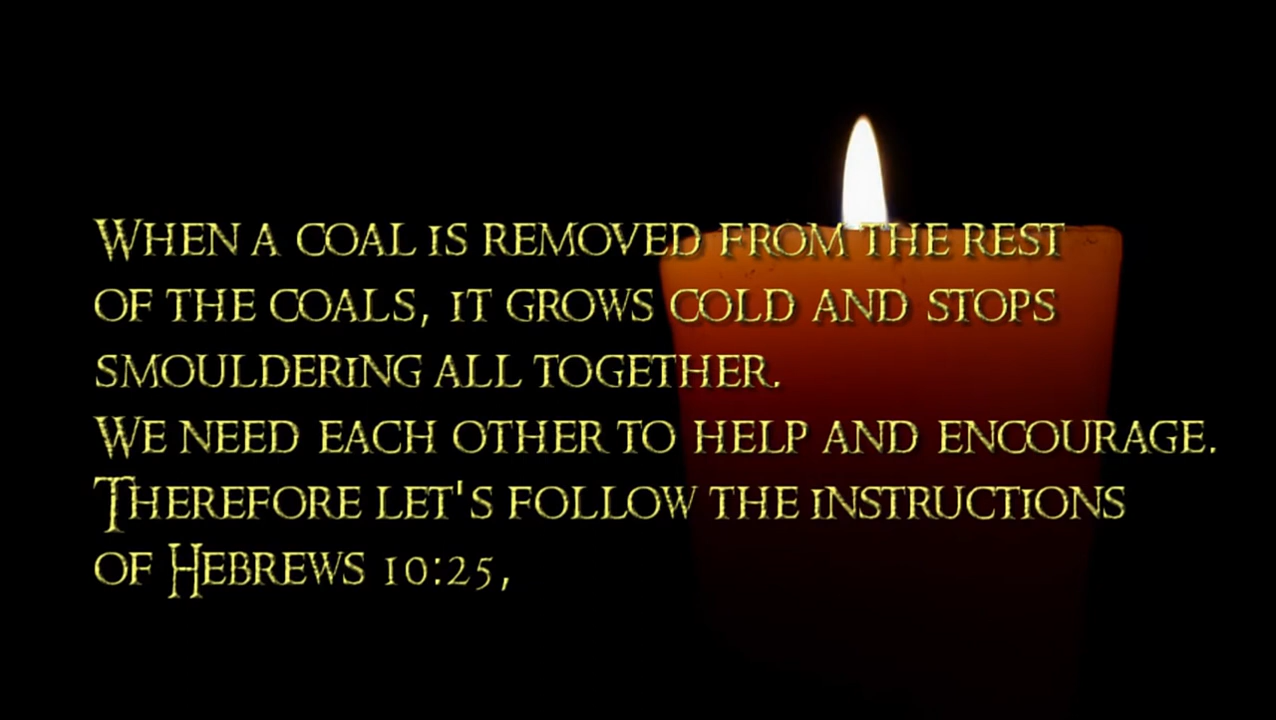 When a coal is removed from the rest
of the coals, it grows cold and stops
smouldering all together.
We need each other to help and encourage.
Therefore let's follow the instructions
of Hebrews 10:25,